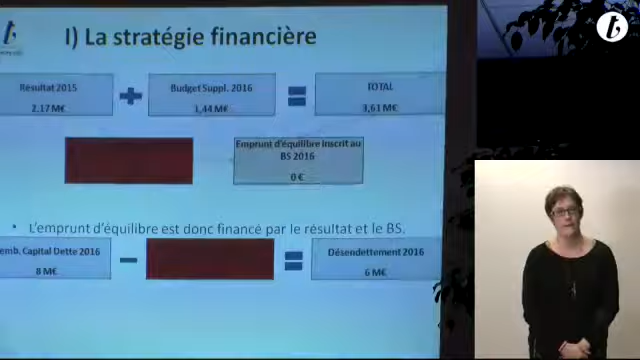 I) La stratégie financière
Résultat 2015
2,17 M€
Budget Suppl. 2016
1,44 M€
TOTAL
3,61 M€
Emprunt d'équilibre inscrit au
BS 2016
0 €
• L'emprunt d'équilibre est donc financé par le résultat et le BS.
emb. Capital Dette 2016
8 M€
Désendettement 2016
6 M€